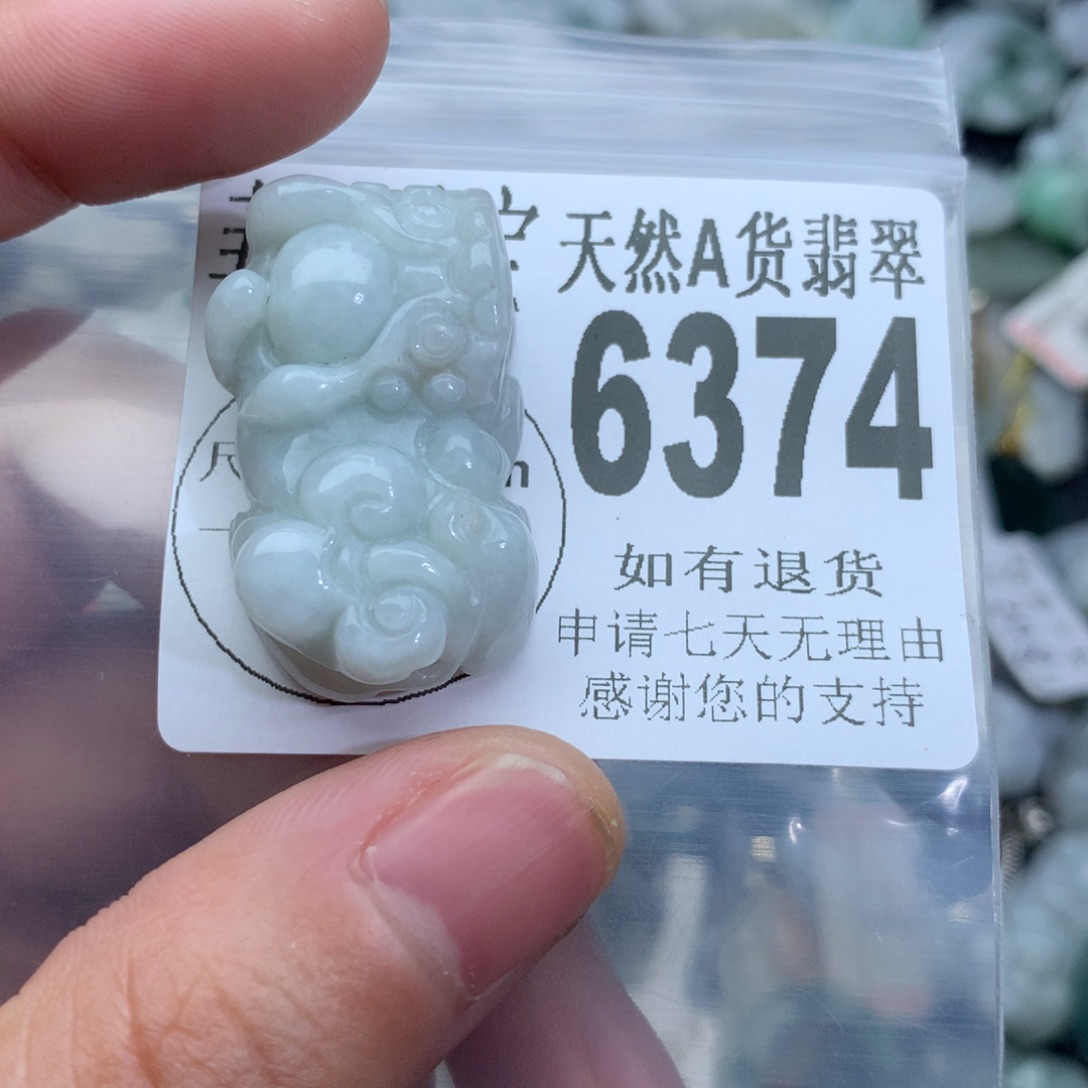 天然A货翡翠
6374
如有退货
申请七天无理由
感谢您的支持